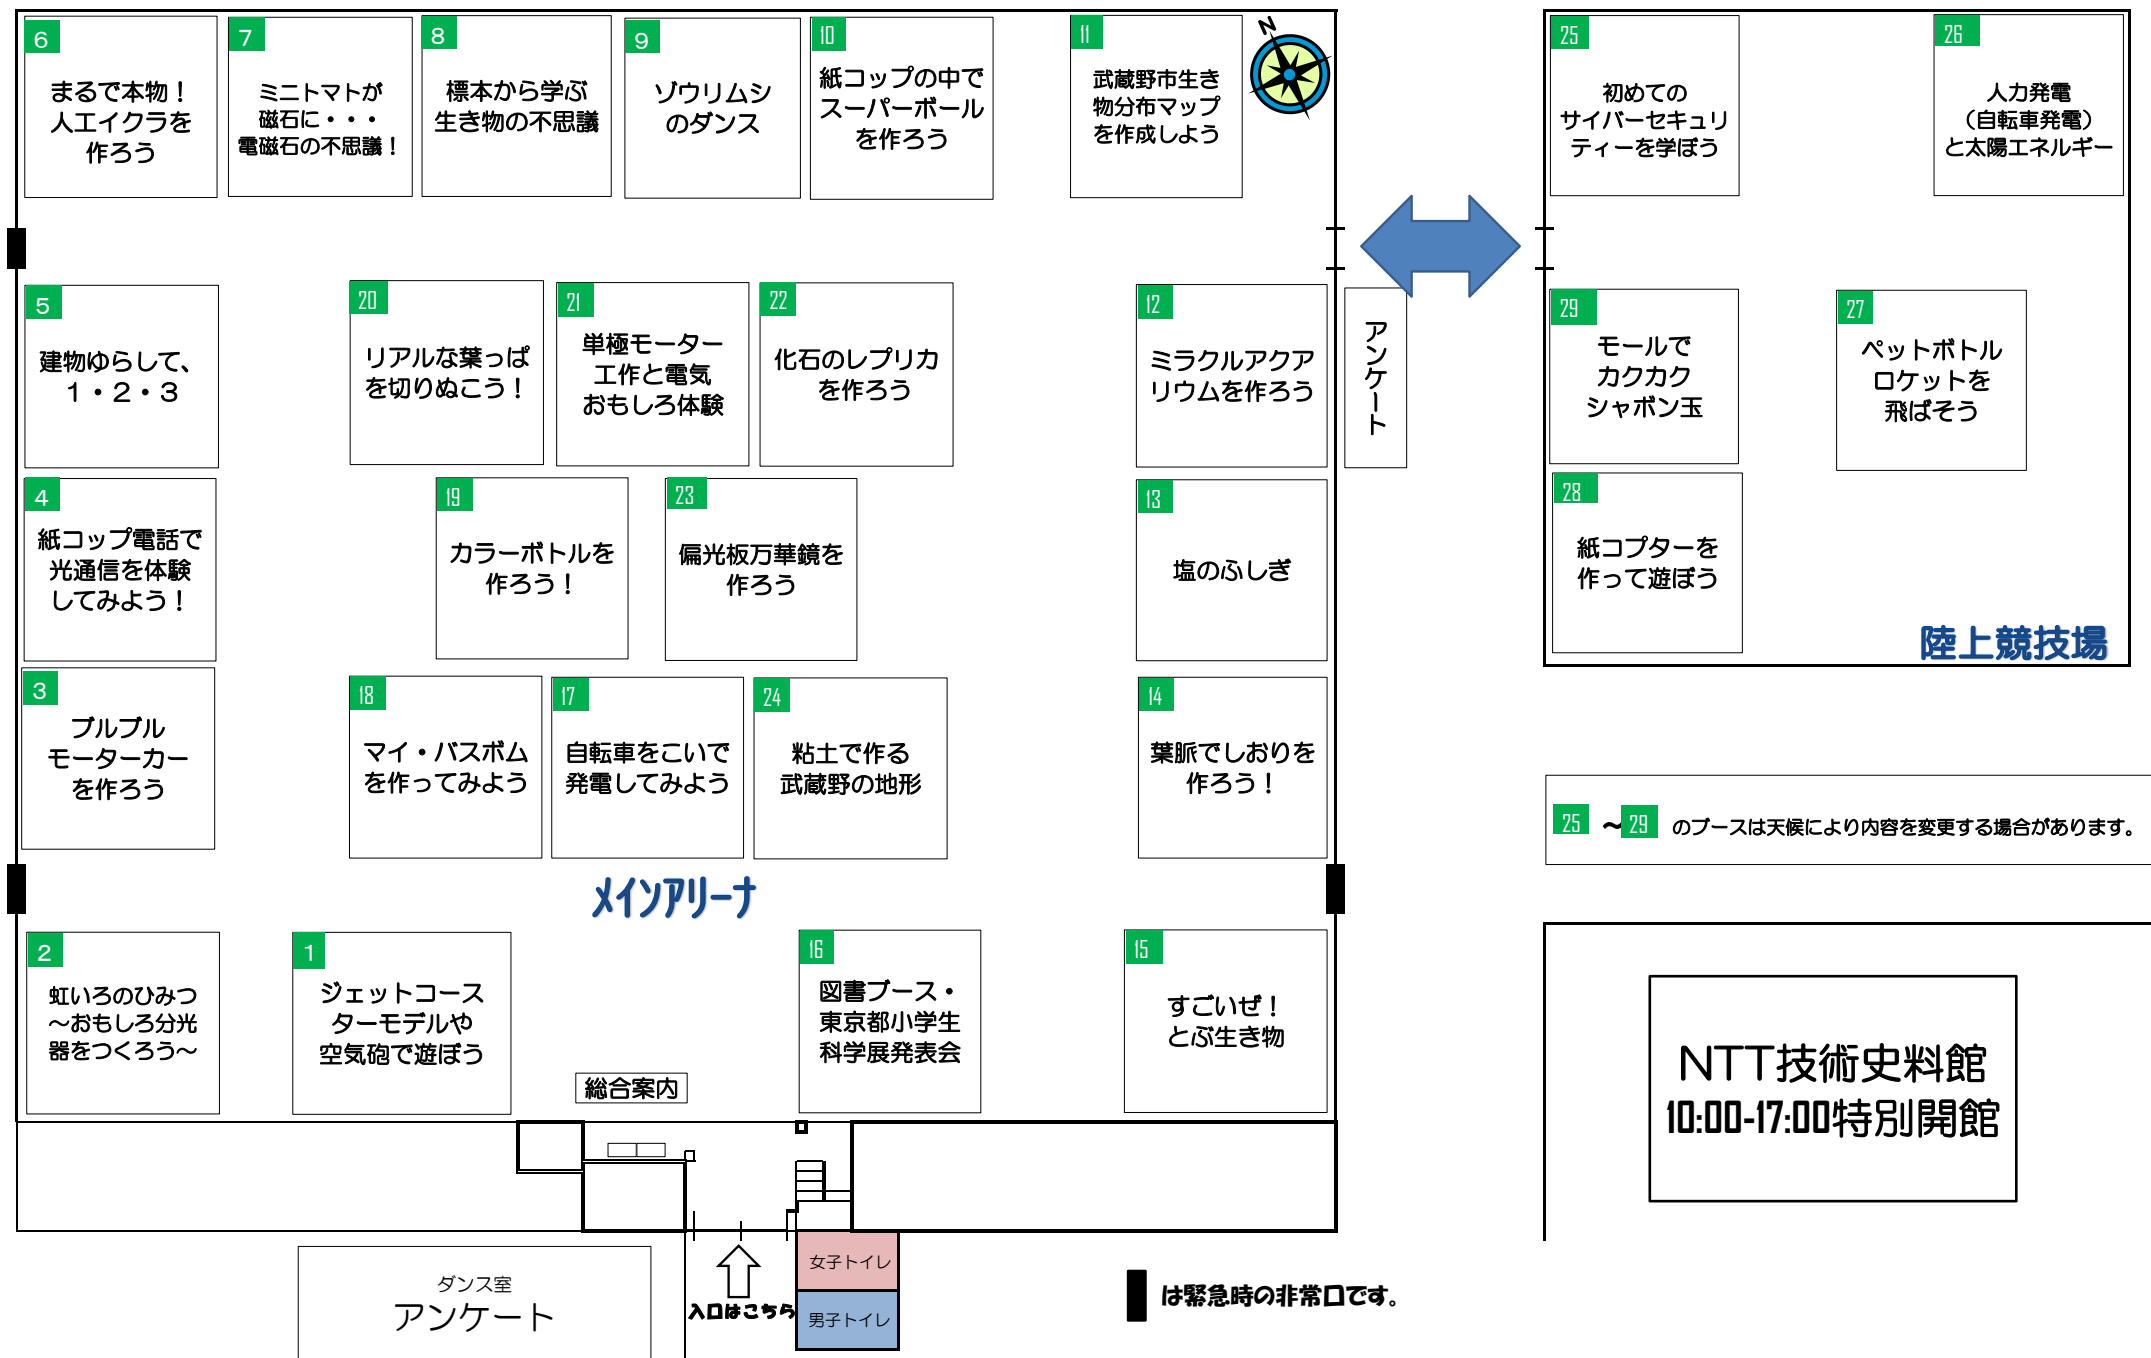 6
まるで本物！
人工イクラを
作ろう
7
ミニトマトが
磁石に・・・
電磁石の不思議！
8
標本から学ぶ
生き物の不思議
9
ゾウリムシ
のダンス
10
紙コップの中で
スーパーボール
を作ろう
11
武蔵野市生き
物分布マップ
を作成しよう
N
25
初めての
サイバーセキュリ
ティーを学ぼう
26
人力発電
（自転車発電）
と太陽エネルギー
5
建物ゆらして、
１・２・３
20
リアルな葉っぱ
を切りぬこう！
21
単極モーター
工作と電気
おもしろ体験
22
化石のレプリカ
を作ろう
12
ミラクルアクア
リウムを作ろう
アンケート
29
モールで
カクカク
シャボン玉
27
ペットボトル
ロケットを
飛ばそう
4
紙コップ電話で
光通信を体験
してみよう！
19
カラーボトルを
作ろう！
23
偏光板万華鏡を
作ろう
13
塩のふしぎ
28
紙コプターを
作って遊ぼう
陸上競技場
3
ブルブル
モーターカー
を作ろう
18
マイ・バスボム
を作ってみよう
17
自転車をこいで
発電してみよう
24
粘土で作る
武蔵野の地形
14
葉脈でしおりを
作ろう！
25 ～29 のブースは天候により内容を変更する場合があります。
メインアリーナ
2
虹いろのひみつ
～おもしろ分光
器をつくろう～
1
ジェットコース
ターモデルや
空気砲で遊ぼう
総合案内
16
図書ブース・
東京都小学生
科学展発表会
15
すごいぜ！
とぶ生き物
NTT技術史料館
10:00-17:00特別開館
ダンス室
アンケート
入口はこちら
女子トイレ
男子トイレ
は緊急時の非常口です。